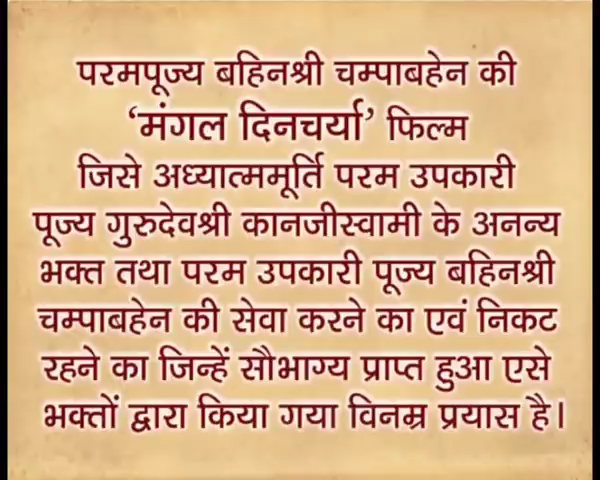 परमपूज्य बहिनश्री चम्पाबहेन की
‘मंगल दिनचर्या’ फिल्म
जिसे अध्यात्ममूर्ति परम उपकारी
पूज्य गुरुदेवश्री कानजीस्वामी के अनन्य
भक्त तथा परम उपकारी पूज्य बहिनश्री
चम्पाबहेन की सेवा करने का एवं निकट
रहने का जिन्हें सौभाग्य प्राप्त हुआ एसे
भक्तों द्वारा किया गया विनम्र प्रयास है।